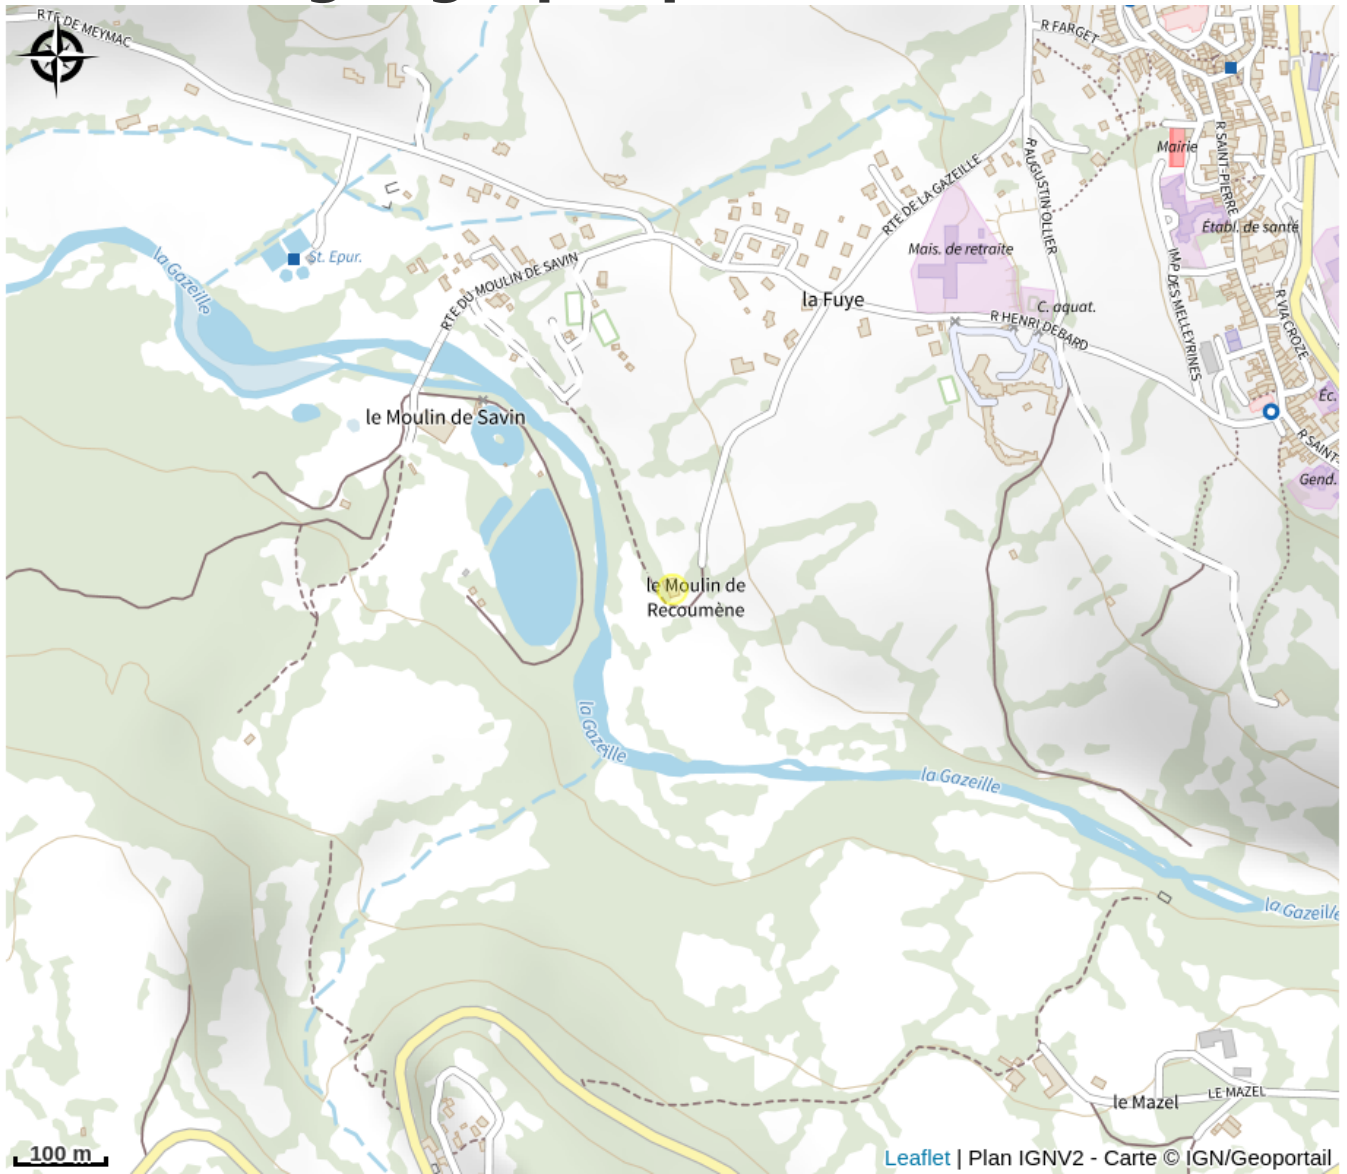 RTE DE MEYMAC
R FARGET
Mairie
R SAINT-PIERRE
R AUGUSTIN OLLIER
RTE DE LA GAZEILLE
Établ. de santé
Mais. de retraite
la Gazeille
St. Epur.
RTE DU MOULIN DE SAVIN
la Fuye
C. aquat.
R HENRI DEBARD
IMP DES MELLEYRINES
R VIA CROZE
Éc.
le Moulin de Savin
R SAINT-
Gend.
le Moulin de
Recoumène
la Gazeille
la Gazeille
la Gazeille
le Mazel
LE MAZEL
100 m
Leaflet | Plan IGNV2 - Carte © IGN/Geoportail